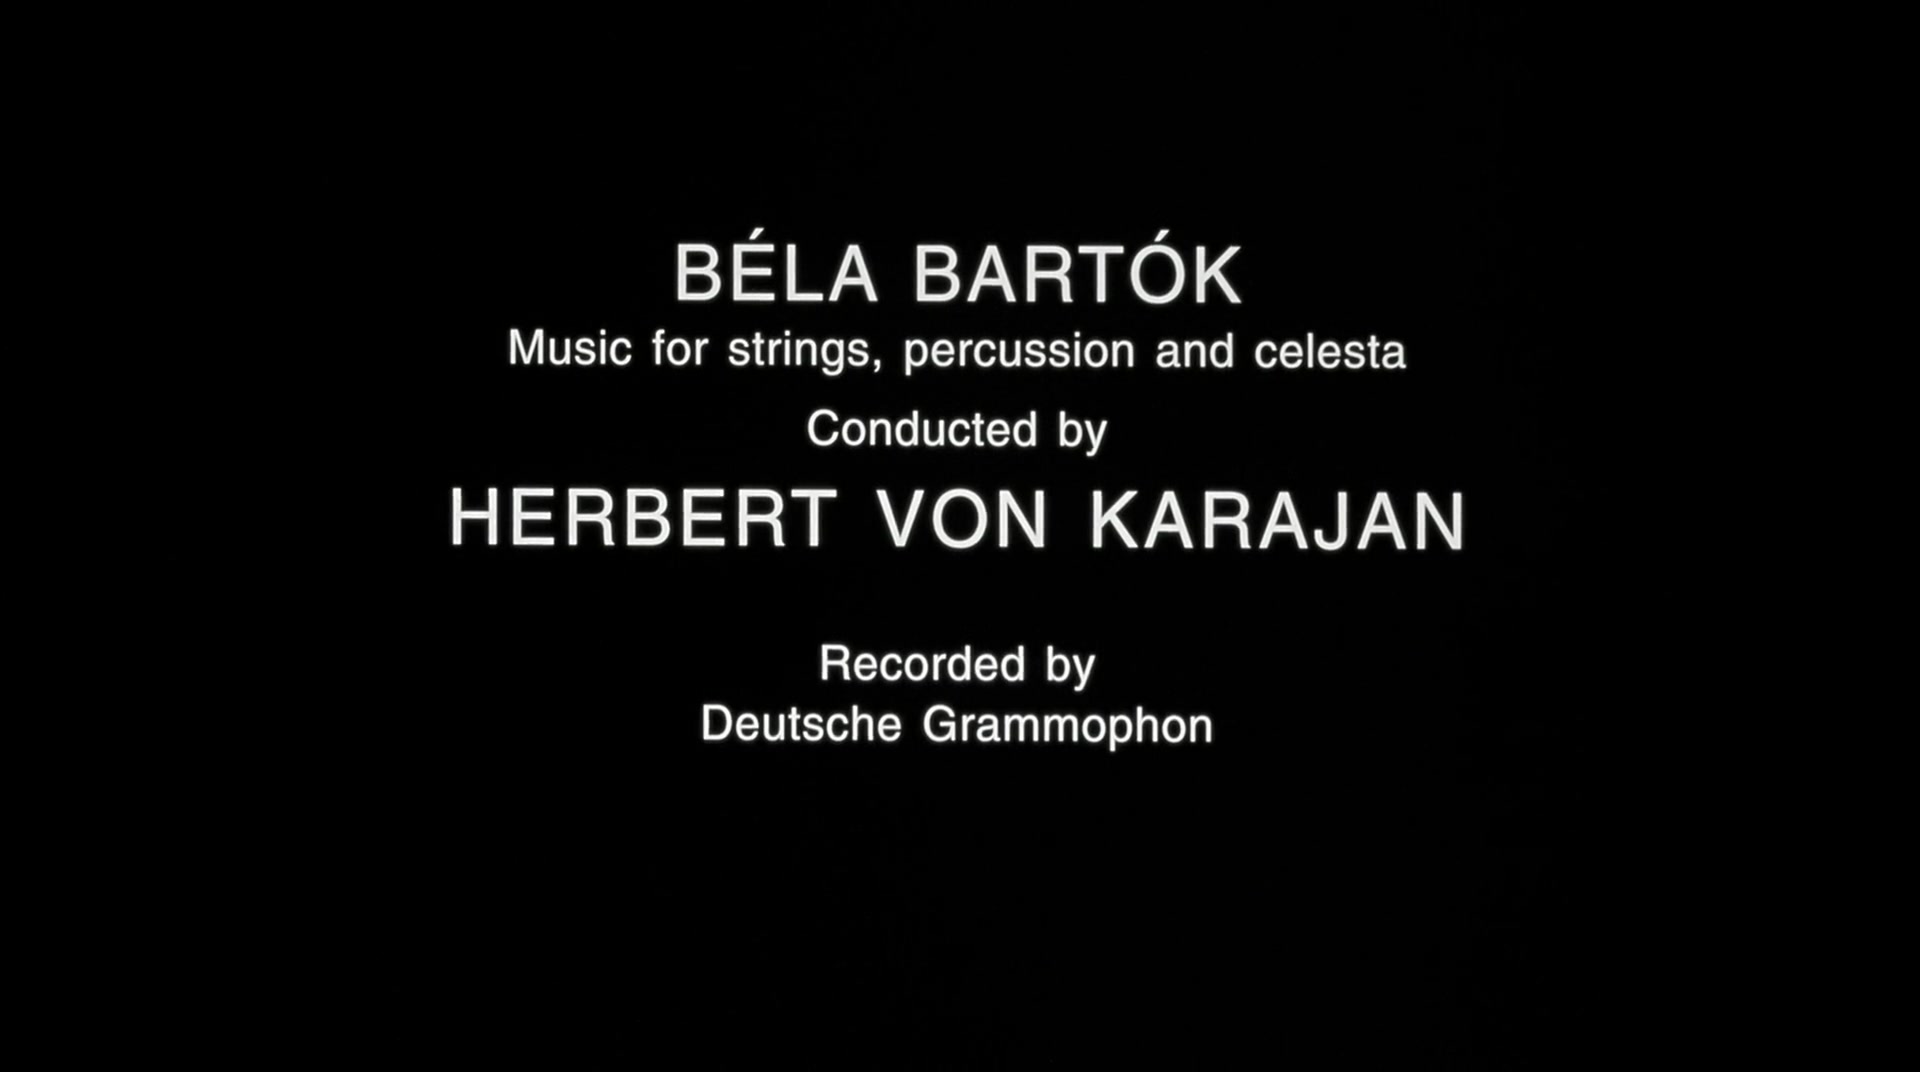 BÉLA BARTÓK
Music for strings, percussion and celesta
Conducted by
HERBERT VON KARAJAN
Recorded by
Deutsche Grammophon